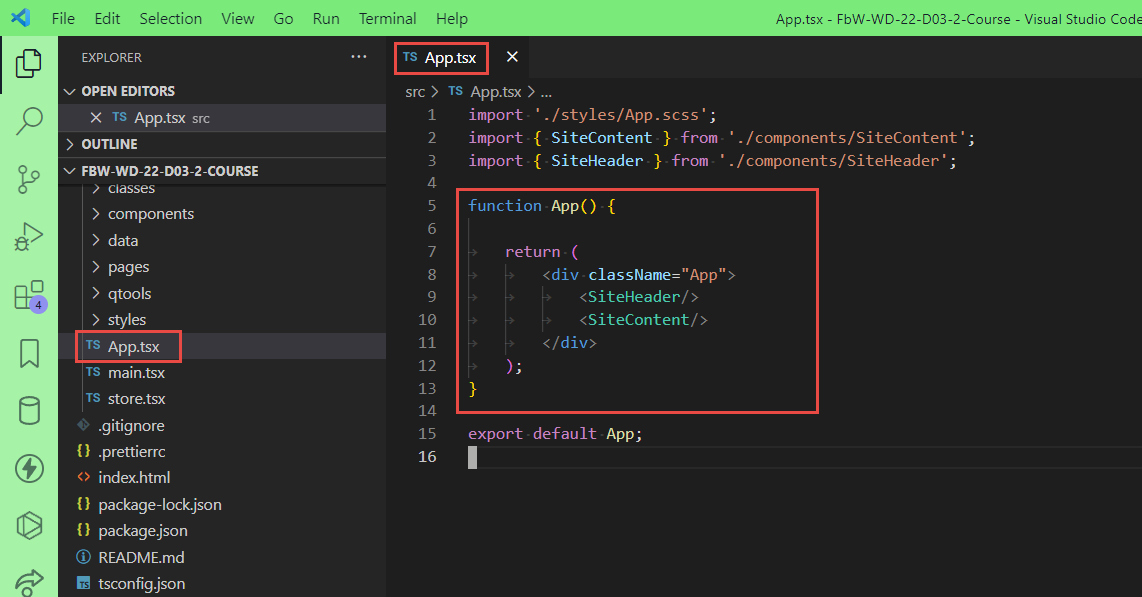 File Edit Selection View Go Run Terminal Help
App.tsx - FbW-WD-22-D03-2-Course - Visual Studio Code
EXPLORER ...
OPEN EDITORS
TS App.tsx src
OUTLINE
FBW-WD-22-D03-2-COURSE
classes
components
data
pages
qtools
styles
TS App.tsx
TS main.tsx
TS store.tsx
.gitignore
{} .prettierrc
<> index.html
{} package-lock.json
{} package.json
README.md
TS tsconfig.json
4
TS App.tsx
src > TS App.tsx > ...
1 import './styles/App.scss';
2 import { SiteContent } from './components/SiteContent';
3 import { SiteHeader } from './components/SiteHeader';
4
5 function App() {
6
7 return (
8 <div className="App">
9 <SiteHeader/>
10 <SiteContent/>
11 </div>
12 );
13 }
14
15 export default App;
16